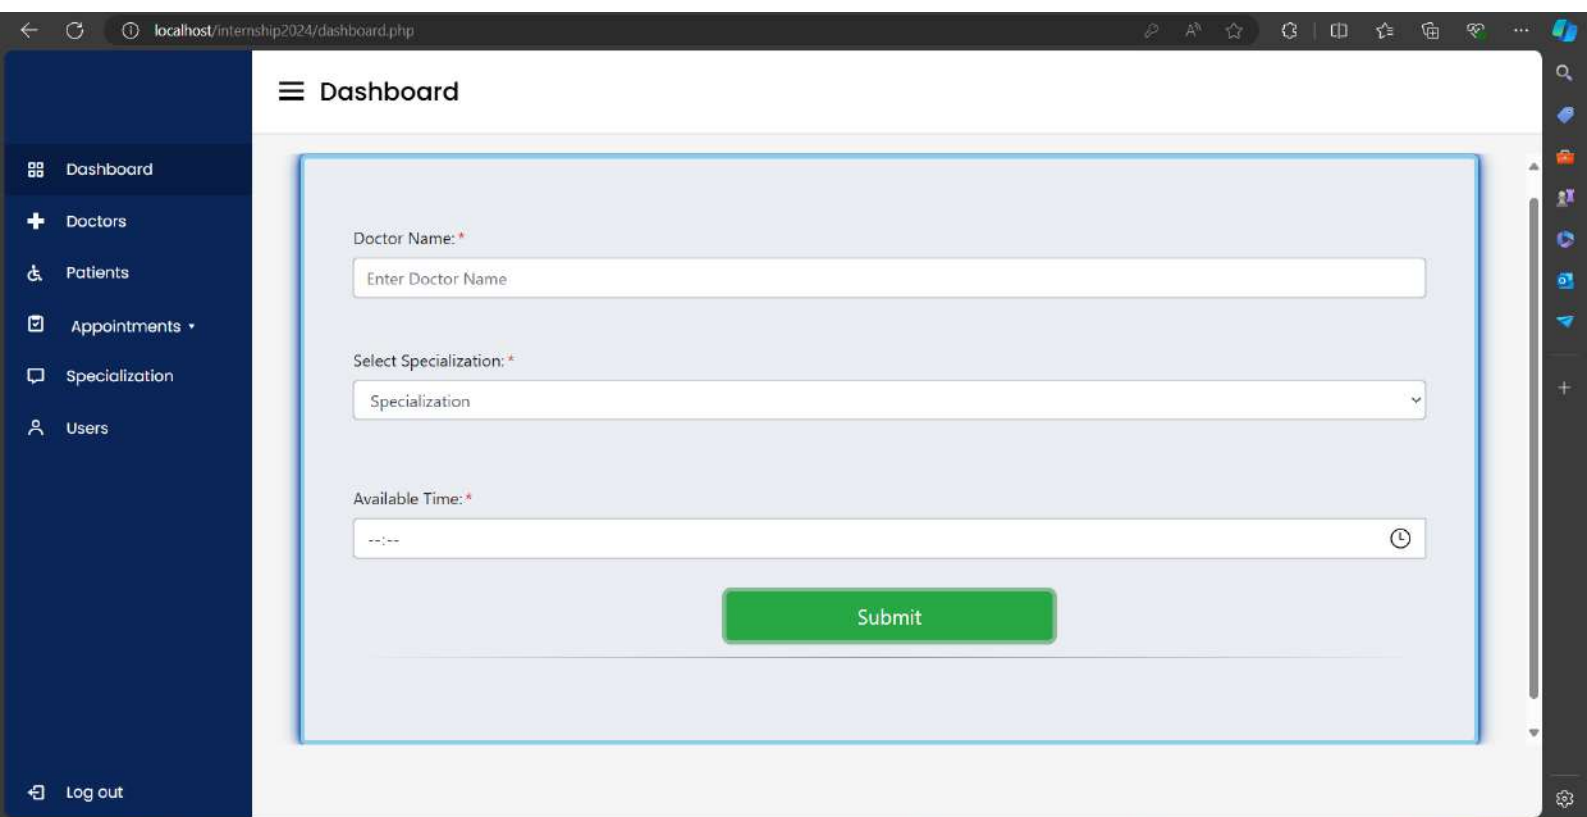 localhost/internship2024/dashboard.php
Dashboard
Dashboard
Doctors
Patients
Appointments
Specialization
Users
Log out
Doctor Name: *
Enter Doctor Name
Select Specialization: *
Specialization
Available Time: *
--:--
Submit